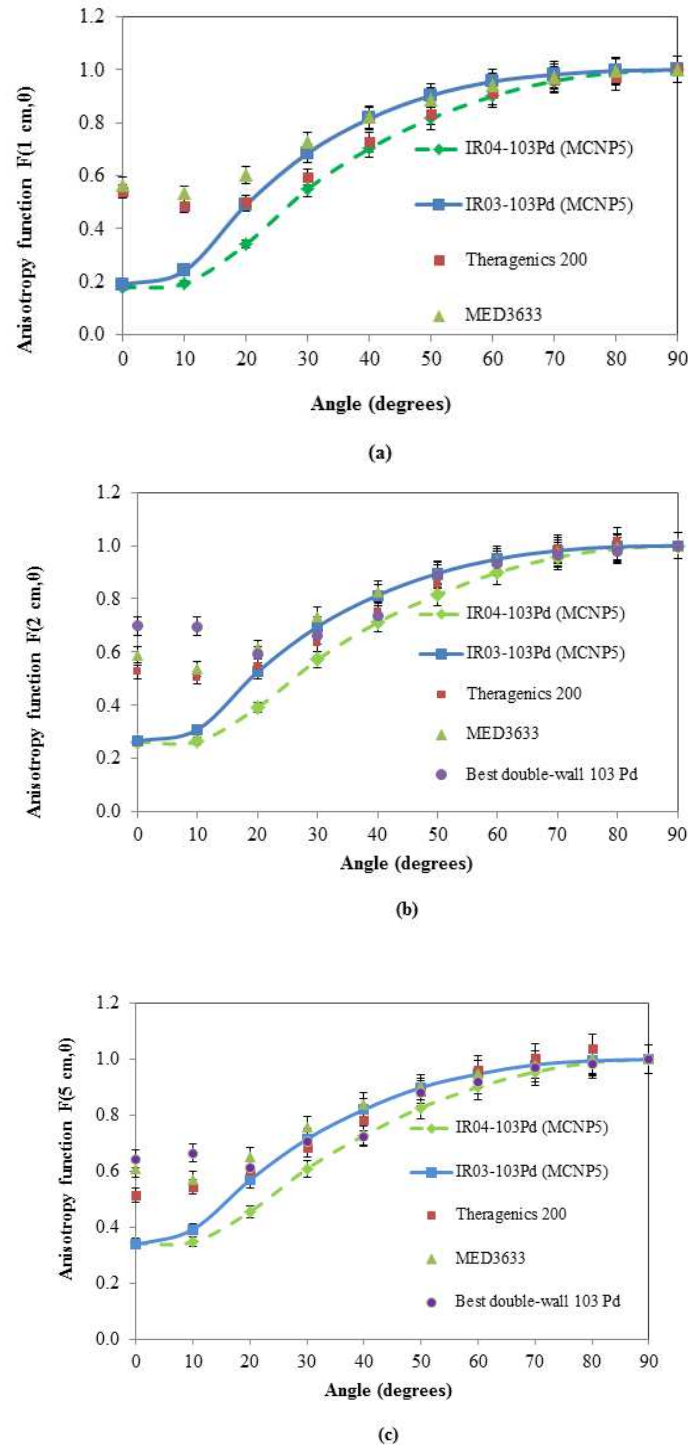 Anisotropy function F(1 cm,θ)
1.2
1.0
0.8
0.6
0.4
0.2
0.0
IR04-103Pd (MCNP5)
IR03-103Pd (MCNP5)
Theragenics 200
MED3633
0 10 20 30 40 50 60 70 80 90
Angle (degrees)
(a)
Anisotropy function F(2 cm,θ)
1.2
1.0
0.8
0.6
0.4
0.2
0.0
IR04-103Pd (MCNP5)
IR03-103Pd (MCNP5)
Theragenics 200
MED3633
Best double-wall 103 Pd
0 10 20 30 40 50 60 70 80 90
Angle (degrees)
(b)
Anisotropy function F(5 cm,θ)
1.2
1.0
0.8
0.6
0.4
0.2
0.0
IR04-103Pd (MCNP5)
IR03-103Pd (MCNP5)
Theragenics 200
MED3633
Best double-wall 103 Pd
0 10 20 30 40 50 60 70 80 90
Angle (degrees)
(c)